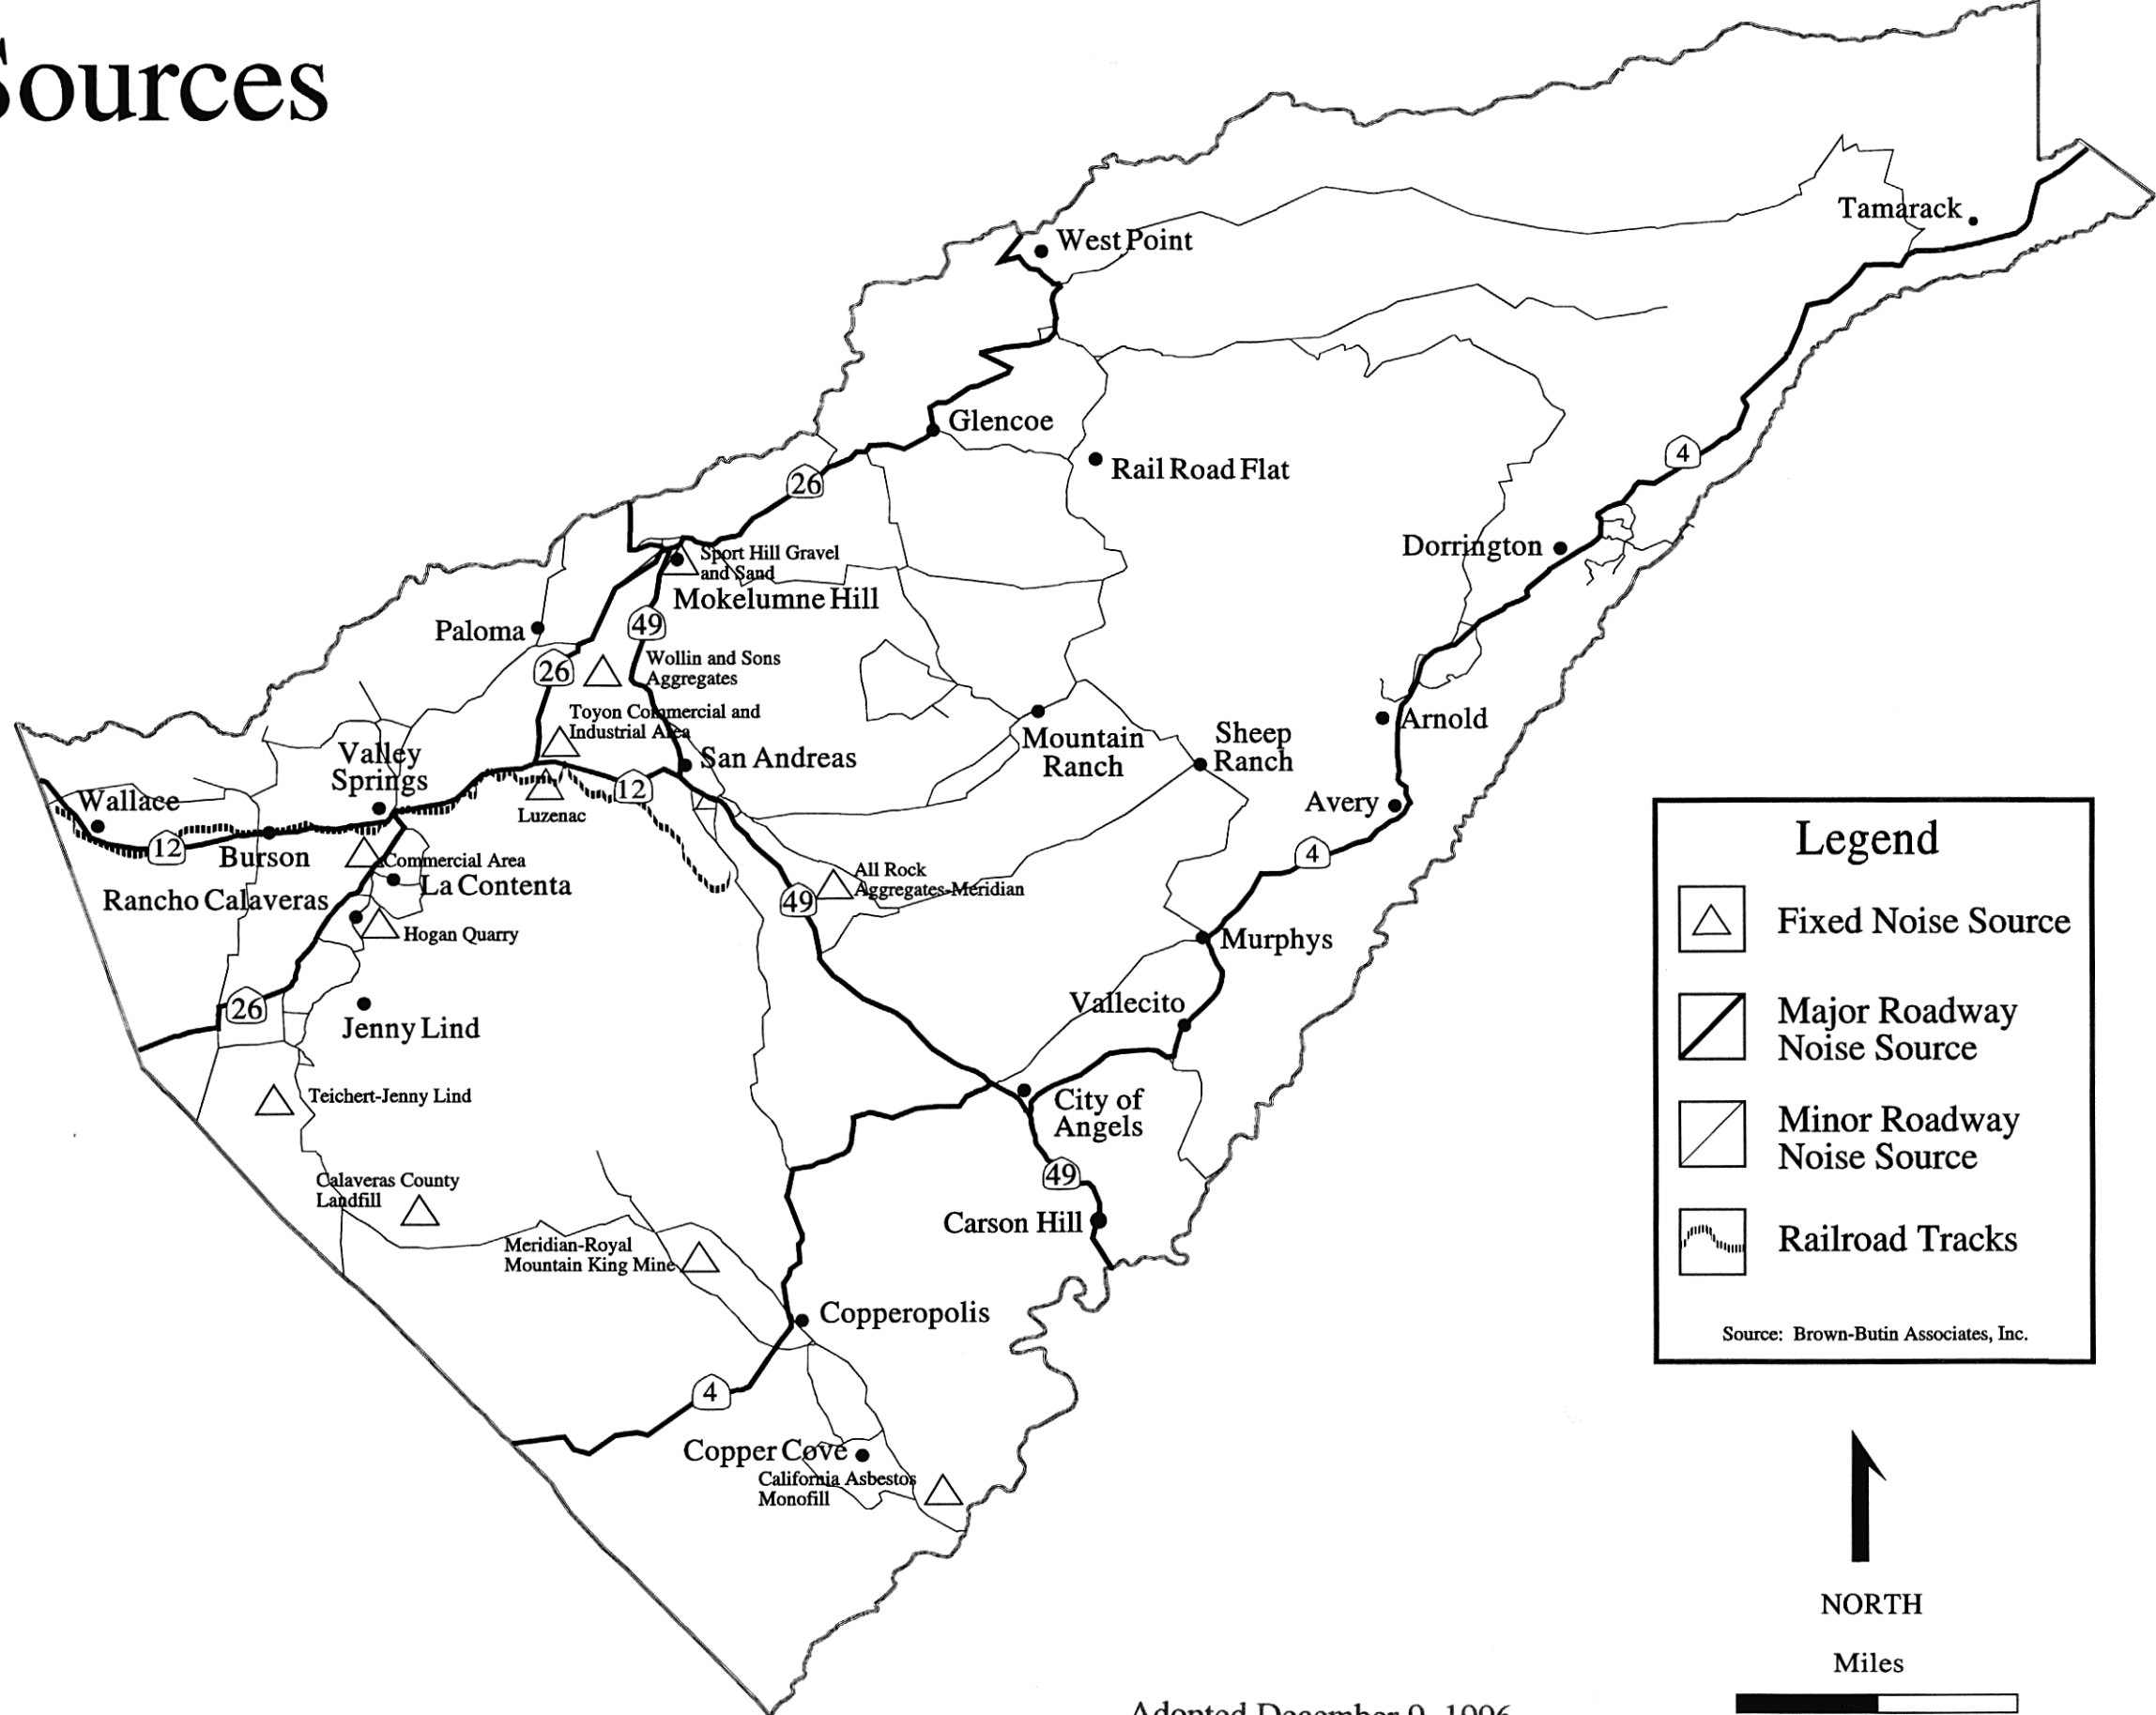 Sources
Tamarack
West Point
Glencoe
26
Rail Road Flat
4
Dorrington
Sport Hill Gravel
and Sand
Mokelumne Hill
Paloma
49
26
Wollin and Sons
Aggregates
Toyon Commercial and
Industrial Area
Arnold
Mountain
Ranch
Sheep
Ranch
Valley
Springs
San Andreas
12
Wallace
Luzenac
Avery
12
Burson
Commercial Area
4
La Contenta
All Rock
Aggregates-Meridian
Rancho Calaveras
49
Hogan Quarry
Murphys
26
Vallecito
Jenny Lind
Teichert-Jenny Lind
City of
Angels
Calaveras County
Landfill
49
Carson Hill
Meridian-Royal
Mountain King Mine
Copperopolis
4
Copper Cove
California Asbestos
Monofill
Legend
Fixed Noise Source
Major Roadway
Noise Source
Minor Roadway
Noise Source
Railroad Tracks
Source: Brown-Butin Associates, Inc.
NORTH
Miles
Adopted December 9, 1996